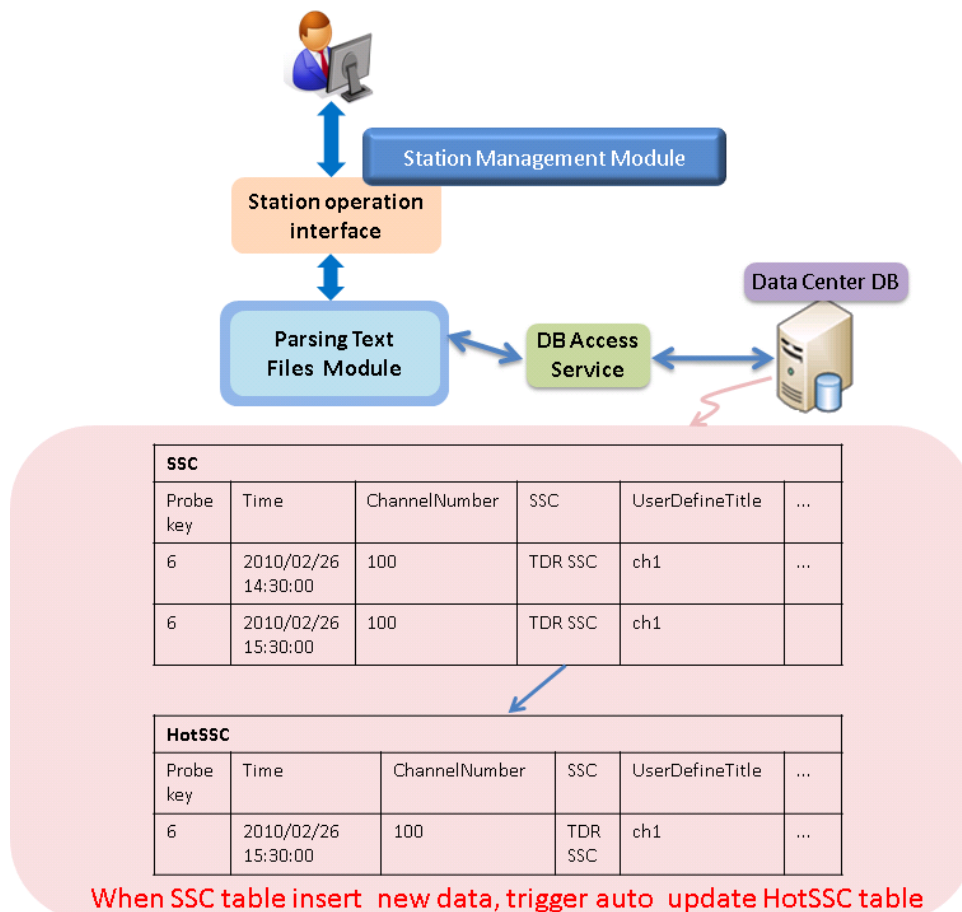 Station Management Module
Station operation
interface
Data Center DB
Parsing Text
Files Module
DB Access
Service
SSC
Probe
key
Time
ChannelNumber
SSC
UserDefineTitle
...
6
2010/02/26
14:30:00
100
TDR SSC
ch1
...
6
2010/02/26
15:30:00
100
TDR SSC
ch1
HotSSC
Probe
key
Time
ChannelNumber
SSC
UserDefineTitle
...
6
2010/02/26
15:30:00
100
TDR
SSC
ch1
...
When SSC table insert new data, trigger auto update HotSSC table